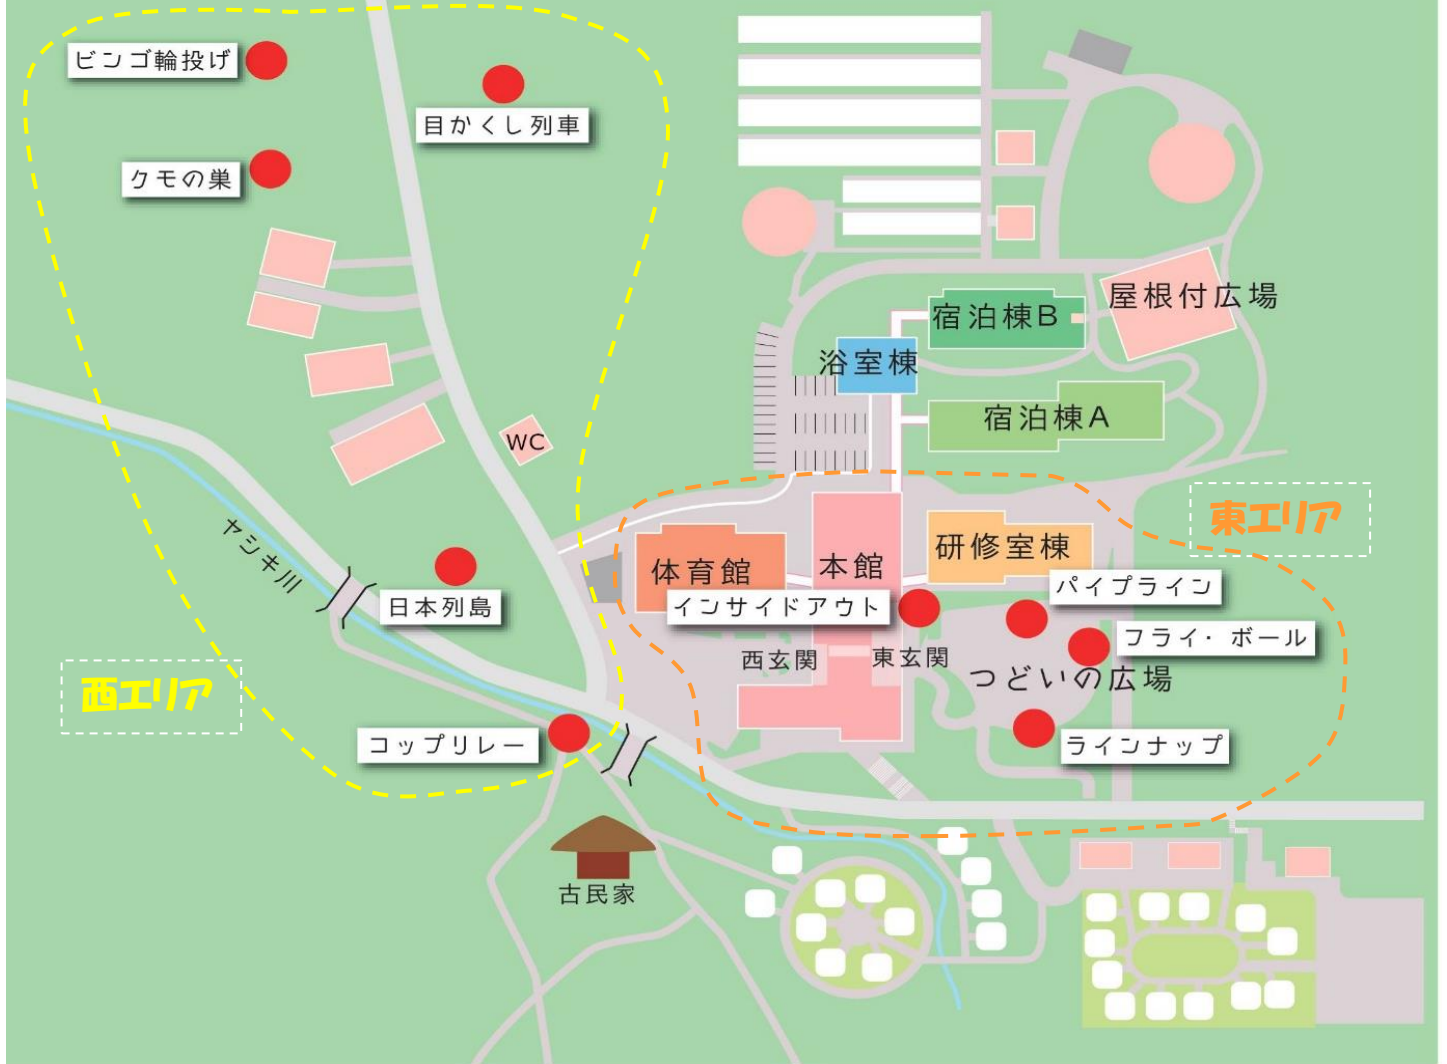 ビンゴ輪投げ
目かくし列車
クモの巣
屋根付広場
宿泊棟B
浴室棟
宿泊棟A
WC
東エリア
ヤシキ川
体育館
本館
研修室棟
パイプライン
日本列島
インサイドアウト
フライ・ボール
西玄関
東玄関
つどいの広場
西エリア
コップリレー
ラインナップ
古民家